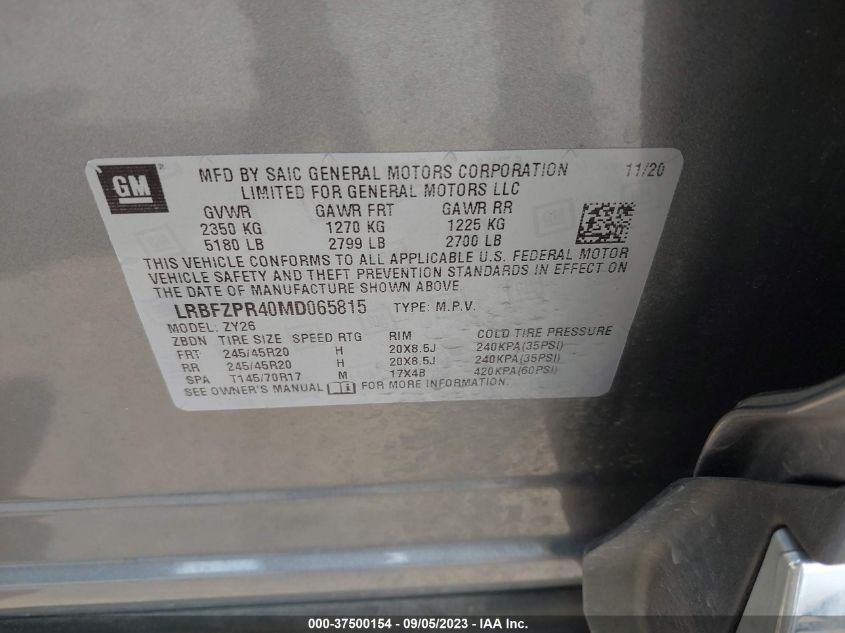 GM
MFD BY SAIC GENERAL MOTORS CORPORATION 11/20
LIMITED FOR GENERAL MOTORS LLC
GVWR GAWR FRT GAWR RR
2350 KG 1270 KG 1225 KG
5180 LB 2799 LB 2700 LB
THIS VEHICLE CONFORMS TO ALL APPLICABLE U.S. FEDERAL MOTOR
VEHICLE SAFETY AND THEFT PREVENTION STANDARDS IN EFFECT ON
THE DATE OF MANUFACTURE SHOWN ABOVE.
LRBFZPR40MD065815 TYPE: M.P.V.
MODEL: ZY26
ZBDN TIRE SIZE SPEED RTG RIM COLD TIRE PRESSURE
FRT 245/45R20 H 20X8.5J 240KPA(35PSI)
RR 245/45R20 H 20X8.5J 240KPA(35PSI)
SPA T145/70R17 M 17X4B 420KPA(60PSI)
SEE OWNER'S MANUAL FOR MORE INFORMATION.
000-37500154 - 09/05/2023 - IAA Inc.